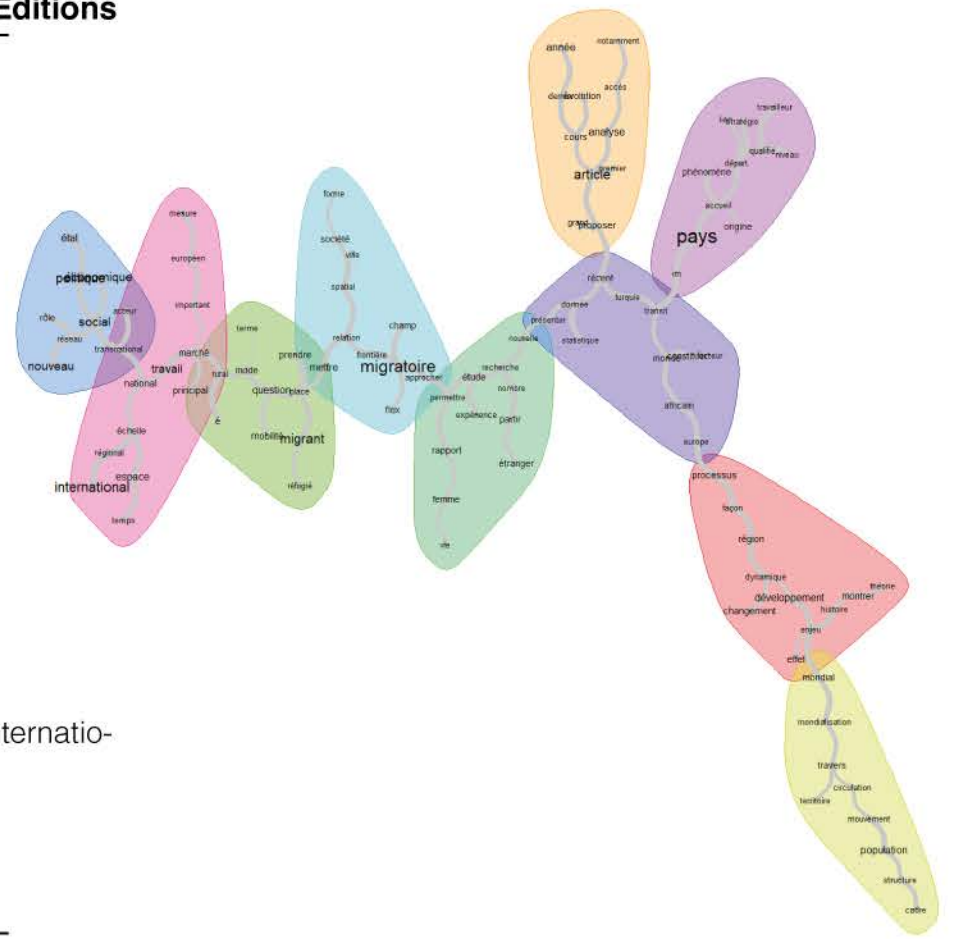 Editions
ternatio-
état
économique
rôle
acteur
social
réseau
transnational
nouveau
mesure
européen
important
marché
travail
national
principal
rural
échelle
régional
espace
international
temps
terme
prendre
mode
question
place
é
mobilité
migrant
réfugié
forme
société
ville
spatial
relation
champ
frontière
mettre
migratoire
approcher
flux
nouvelle
recherche
étude
permettre
nombre
expérience
partir
rapport
étranger
femme
vie
année
notamment
accès
évolution
cours
analyse
premier
article
proposer
travailleur
stratégie
qualifié
niveau
départ
phénomène
accueil
origine
pays
récent
turquie
donnée
transit
présenter
statistique
africain
europe
processus
façon
région
dynamique
théorie
développement
montrer
changement
histoire
enjeu
effet
mondial
mondialisation
travers
circulation
territoire
mouvement
population
structure
cadre